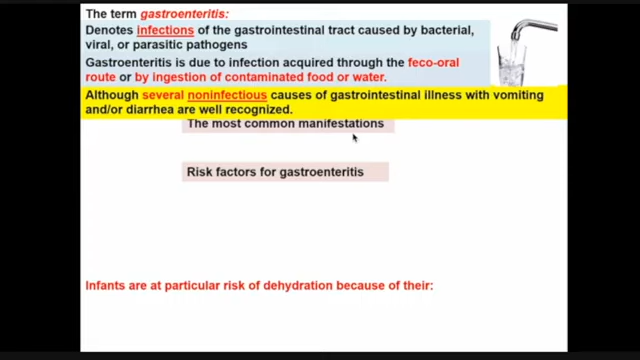 The term gastroenteritis:
Denotes infections of the gastrointestinal tract caused by bacterial,
viral, or parasitic pathogens
Gastroenteritis is due to infection acquired through the feco-oral
route or by ingestion of contaminated food or water.
Although several noninfectious causes of gastrointestinal illness with vomiting
and/or diarrhea are well recognized.
The most common manifestations
Risk factors for gastroenteritis
Infants are at particular risk of dehydration because of their: